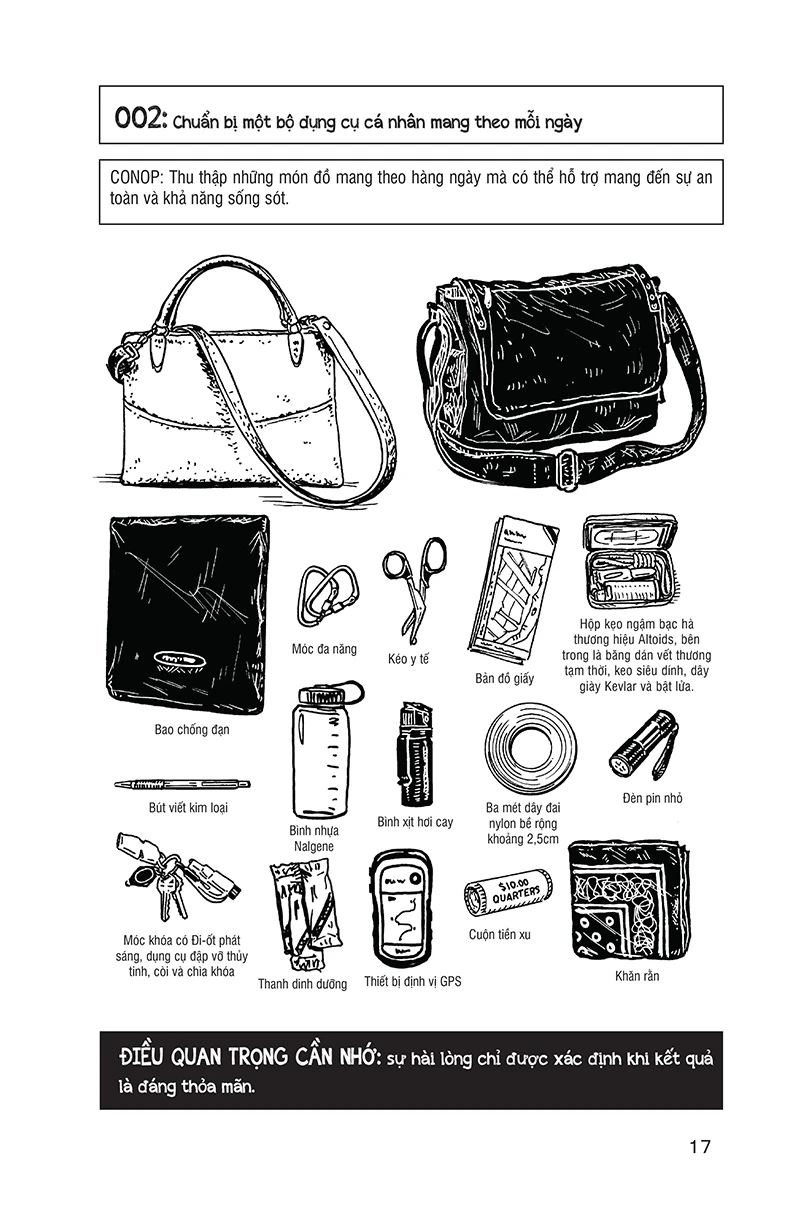 002: Chuẩn bị một bộ dụng cụ cá nhân mang theo mỗi ngày
CONOP: Thu thập những món đồ mang theo hàng ngày mà có thể hỗ trợ mang đến sự an
toàn và khả năng sống sót.
Móc đa năng
Kéo y tế
Bản đồ giấy
Hộp kẹo ngậm bạc hà
thương hiệu Altoids, bên
trong là băng dán vết thương
tạm thời, keo siêu dính, dây
giày Kevlar và bật lửa.
Bao chống đạn
Bút viết kim loại
Bình nhựa
Nalgene
Bình xịt hơi cay
Ba mét dây đai
nylon bề rộng
khoảng 2,5cm
Đèn pin nhỏ
Móc khóa có Đi-ốt phát
sáng, dụng cụ đập vỡ thủy
tinh, còi và chìa khóa
Thanh dinh dưỡng
Thiết bị định vị GPS
$10.00
QUARTERS
Cuộn tiền xu
Khăn rằn
ĐIỀU QUAN TRỌNG CẦN NHỚ: sự hài lòng chỉ được xác định khi kết quả
là đáng thỏa mãn.
17